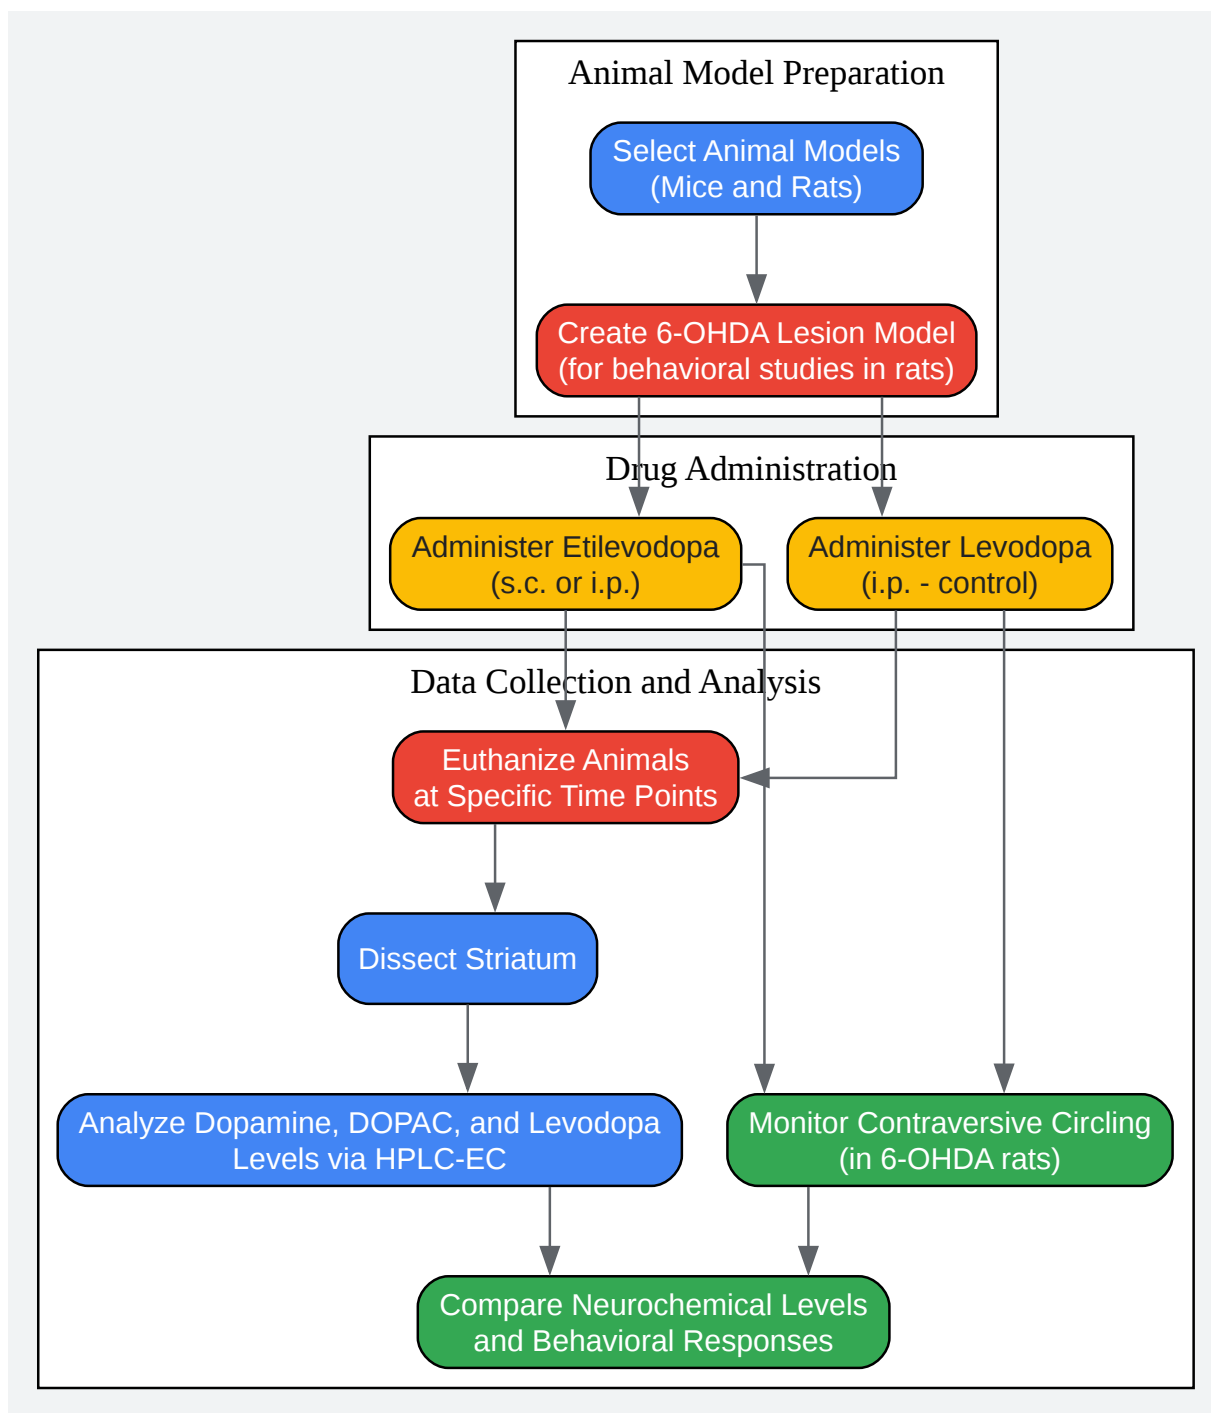 Animal Model Preparation
Select Animal Models
(Mice and Rats)
Create 6-OHDA Lesion Model
(for behavioral studies in rats)
Drug Administration
Administer Etilevodopa
(s.c. or i.p.)
Administer Levodopa
(i.p. - control)
Data Collection and Analysis
Euthanize Animals
at Specific Time Points
Dissect Striatum
Analyze Dopamine, DOPAC, and Levodopa
Levels via HPLC-EC
Monitor Contraversive Circling
(in 6-OHDA rats)
Compare Neurochemical Levels
and Behavioral Responses